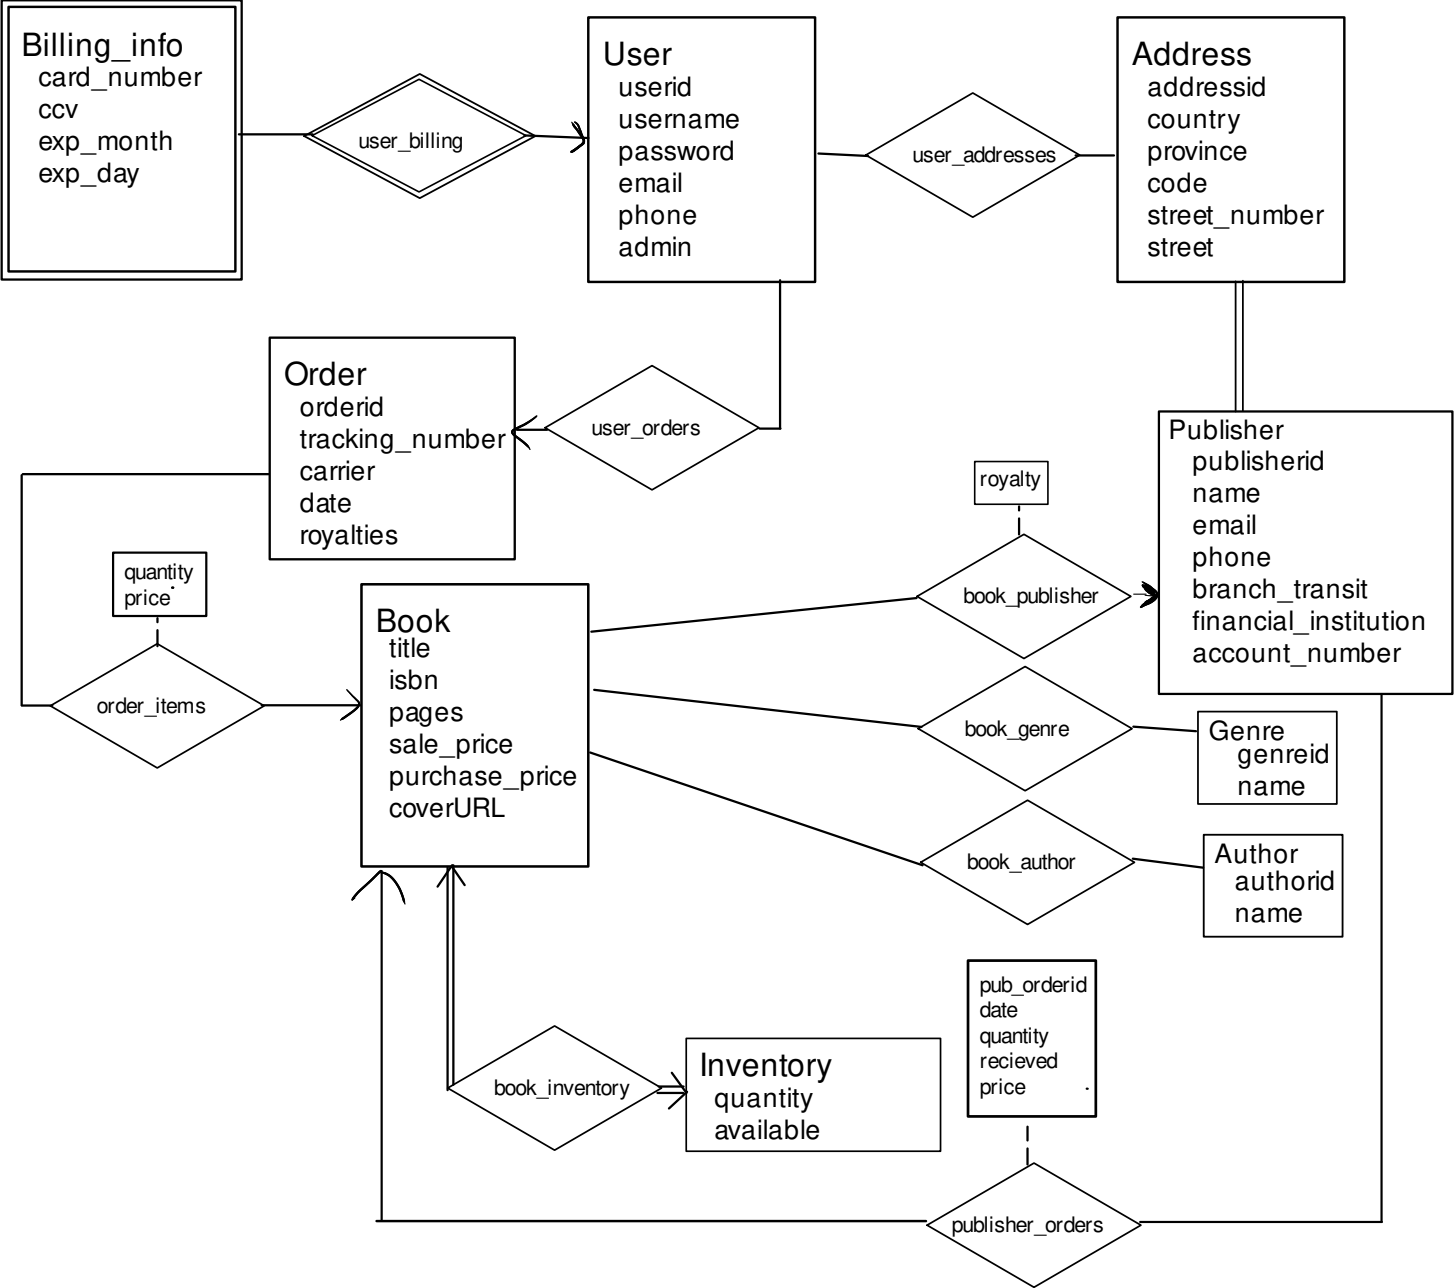 Billing_info
card_number
ccv
exp_month
exp_day
user_billing
User
userid
username
password
email
phone
admin
user_addresses
Address
addressid
country
province
code
street_number
street
Order
orderid
tracking_number
carrier
date
royalties
user_orders
Publisher
publisherid
name
email
phone
branch_transit
financial_institution
account_number
royalty
book_publisher
quantity
price
order_items
Book
title
isbn
pages
sale_price
purchase_price
coverURL
book_genre
Genre
genreid
name
book_author
Author
authorid
name
pub_orderid
date
quantity
recieved
price
book_inventory
Inventory
quantity
available
publisher_orders